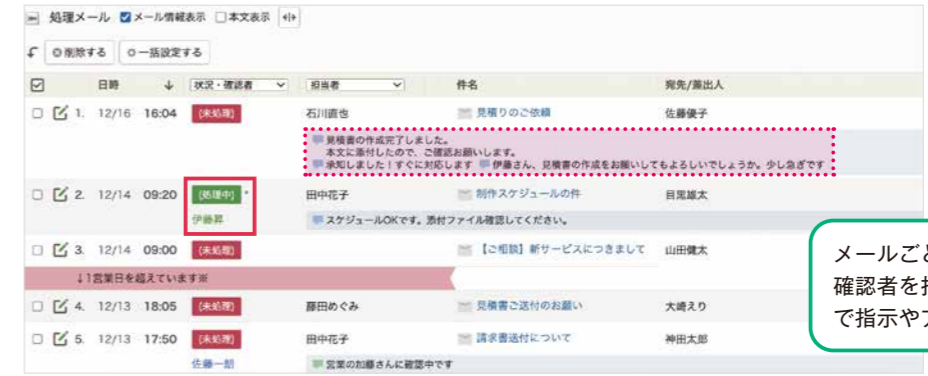 処理メール メール情報表示 本文表示
削除する 一括設定する
日時 ↓ 状況・確認者 担当者 件名 宛先/差出人
1. 12/16 16:04 (未処理) 石川直也 見積りのご依頼 佐藤優子
見積書の作成完了しました。
本文に添付したので、ご確認お願いします。
承知しました！すぐに対応します 伊藤さん、見積書の作成をお願いしてもよろしいでしょうか。少し急ぎです
2. 12/14 09:20 (処理中) * 田中花子 制作スケジュールの件 目黒雄太
伊藤昇 スケジュールOKです。添付ファイル確認してください。
3. 12/14 09:00 (未処理) 【ご相談】新サービスにつきまして 山田健太
↓1営業日を超えています※
4. 12/13 18:05 (未処理) 藤田めぐみ 見積書ご送付のお願い 大崎えり
5. 12/13 17:50 (未処理) 田中花子 請求書送付について 神田太郎
佐藤一朗 営業の加藤さんに確認中です
メールごと
確認者を
で指示や